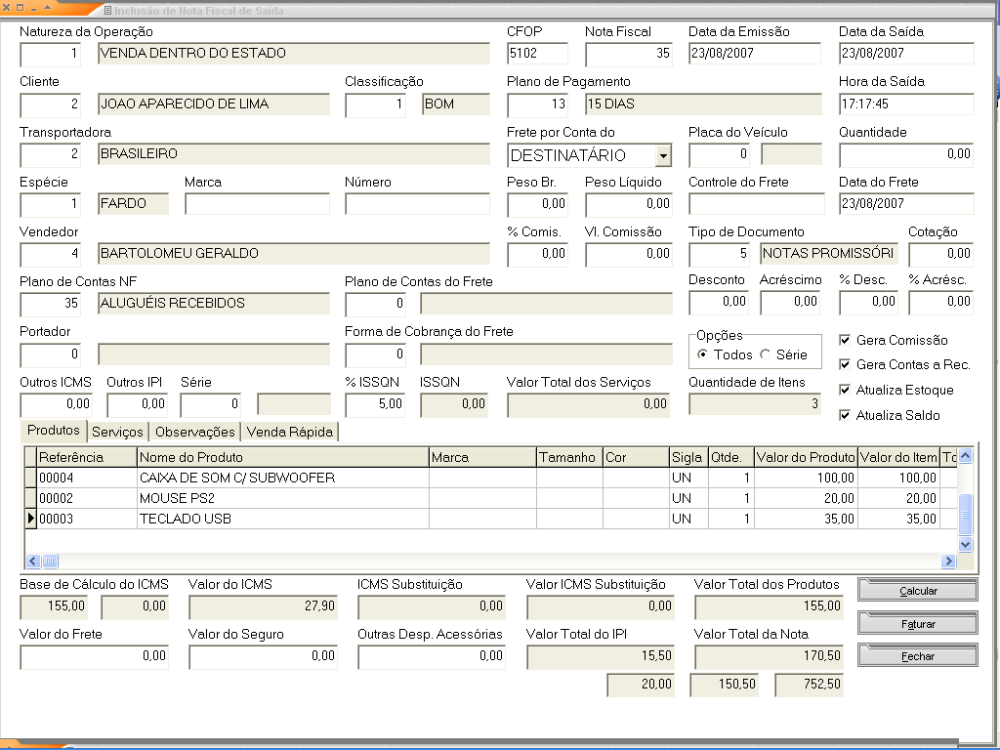 Inclusão de Nota Fiscal de Saída
Natureza da Operação CFOP Nota Fiscal Data da Emissão Data da Saída
1 VENDA DENTRO DO ESTADO 5102 35 23/08/2007 23/08/2007
Cliente Classificação Plano de Pagamento Hora da Saída
2 JOAO APARECIDO DE LIMA 1 BOM 13 15 DIAS 17:17:45
Transportadora Frete por Conta do Placa do Veículo Quantidade
2 BRASILEIRO DESTINATÁRIO 0 0,00
Espécie Marca Número Peso Br. Peso Líquido Controle do Frete Data do Frete
1 FARDO 0,00 0,00 23/08/2007
Vendedor % Comis. Vl. Comissão Tipo de Documento Cotação
4 BARTOLOMEU GERALDO 0,00 0,00 5 NOTAS PROMISSÓRI 0,00
Plano de Contas NF Plano de Contas do Frete Desconto Acréscimo % Desc. % Acrésc.
35 ALUGUÉIS RECEBIDOS 0 0,00 0,00 0,00 0,00
Portador Forma de Cobrança do Frete Opções Gera Comissão
0 0 Todos Série Gera Contas a Rec.
Outros ICMS Outros IPI Série % ISSQN ISSQN Valor Total dos Serviços Quantidade de Itens Atualiza Estoque
0,00 0,00 0 5,00 0,00 0,00 3 Atualiza Saldo
Produtos Serviços Observações Venda Rápida
Referência Nome do Produto Marca Tamanho Cor Sigla Qtde. Valor do Produto Valor do Item To
00004 CAIXA DE SOM C/ SUBWOOFER UN 1 100,00 100,00
00002 MOUSE PS2 UN 1 20,00 20,00
00003 TECLADO USB UN 1 35,00 35,00
Base de Cálculo do ICMS Valor do ICMS ICMS Substituição Valor ICMS Substituição Valor Total dos Produtos Calcular
155,00 0,00 27,90 0,00 0,00 155,00
Valor do Frete Valor do Seguro Outras Desp. Acessórias Valor Total do IPI Valor Total da Nota Faturar
0,00 0,00 0,00 15,50 170,50 Fechar
20,00 150,50 752,50